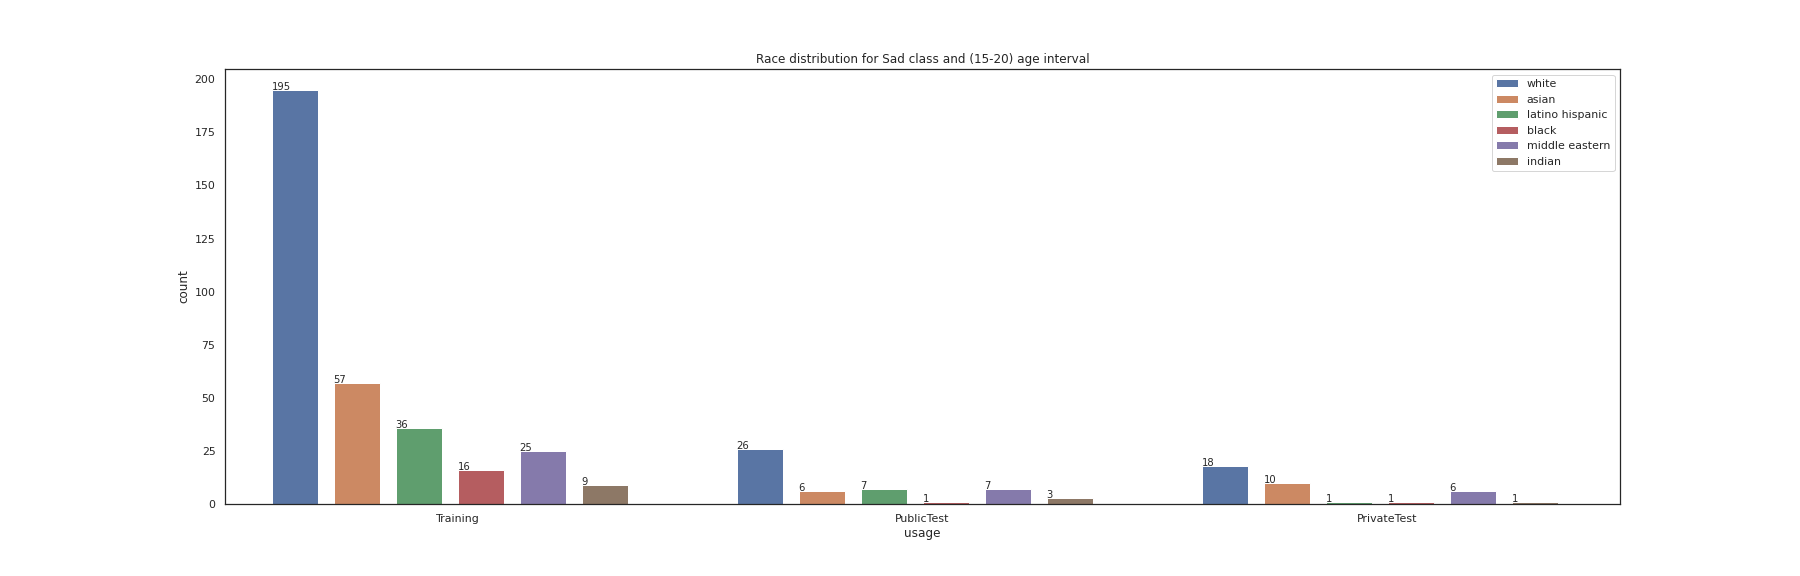 Race distribution for Sad class and (15-20) age interval
200
175
150
125
100
75
50
25
0
count
195
57
36
16
25
9
26
6
7
1
7
3
18
10
1
1
6
1
white
asian
latino hispanic
black
middle eastern
indian
Training
PublicTest
PrivateTest
usage